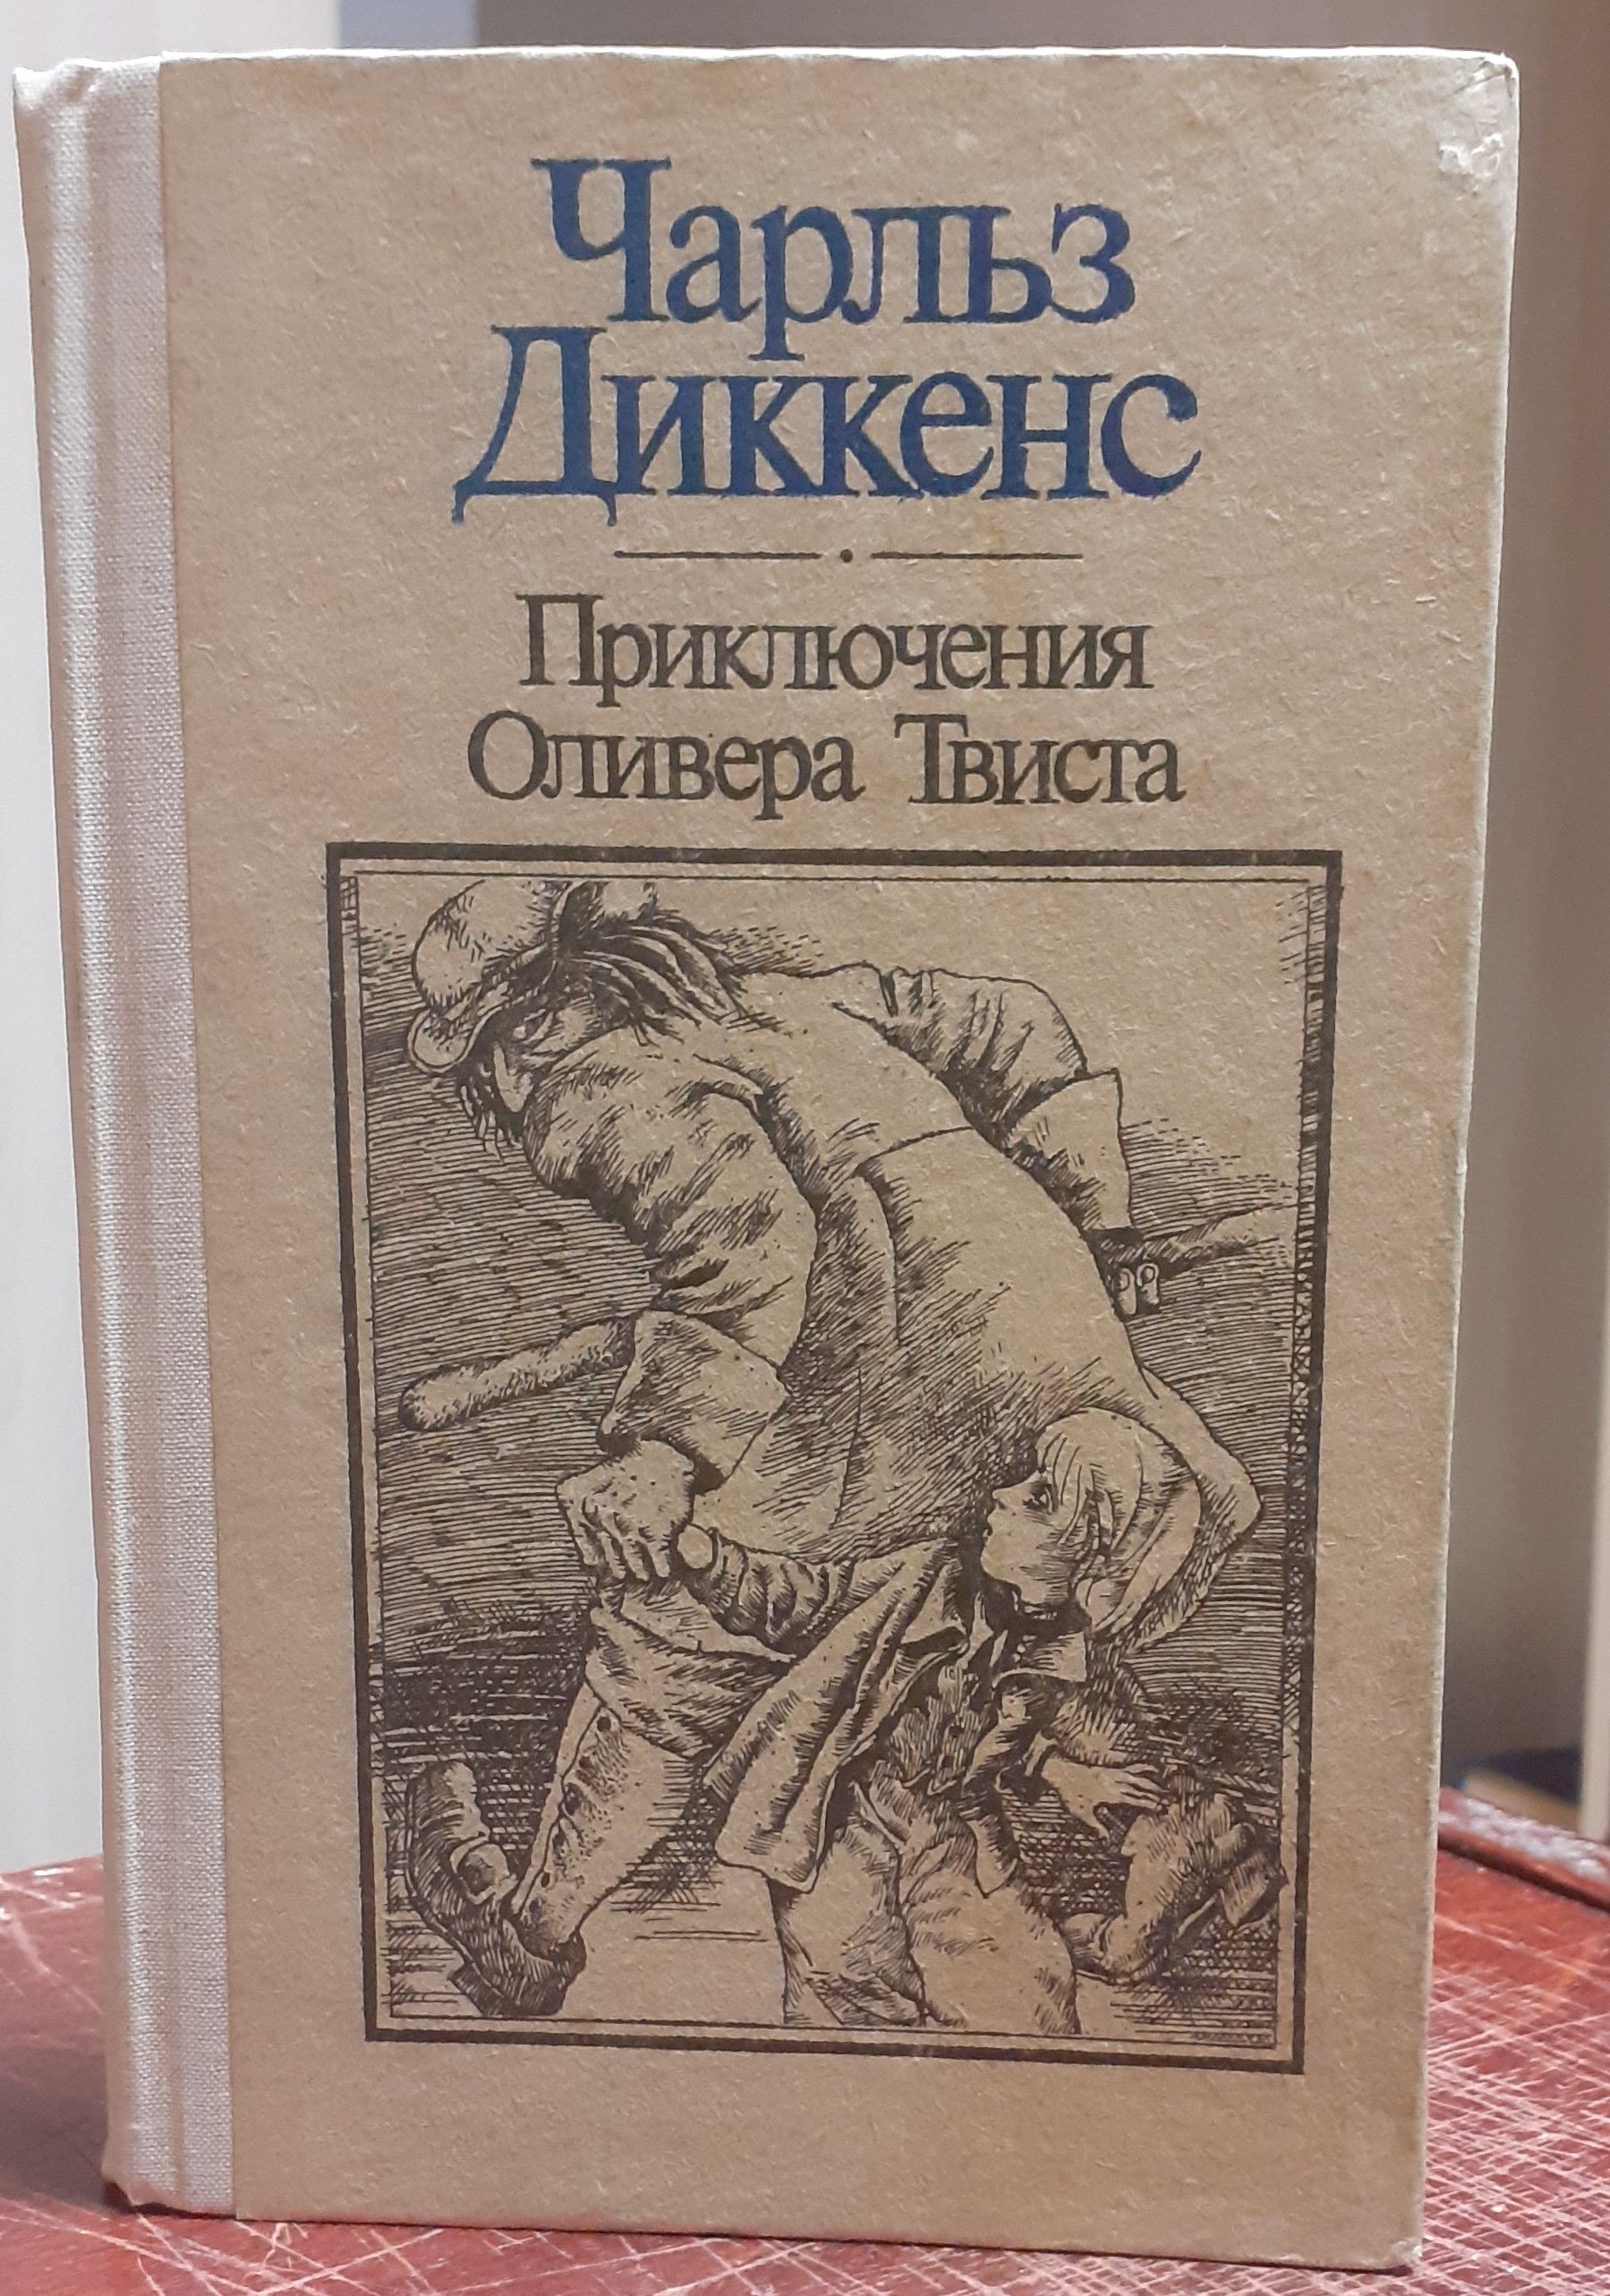 Чарльз
Диккенс
Приключения
Оливера Твиста